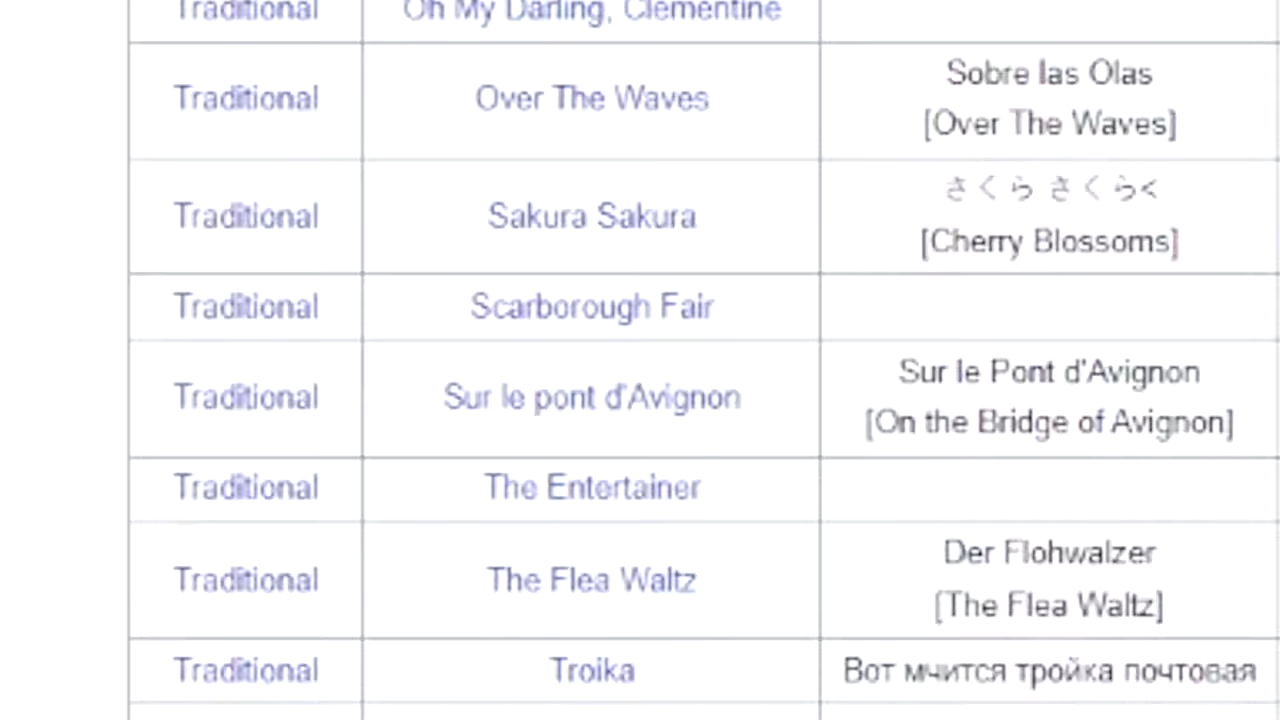 Traditional
Oh My Darling, Clementine
Traditional
Over The Waves
Sobre las Olas
[Over The Waves]
Traditional
Sakura Sakura
さくら さくら<
[Cherry Blossoms]
Traditional
Scarborough Fair
Traditional
Sur le pont d'Avignon
Sur le Pont d'Avignon
[On the Bridge of Avignon]
Traditional
The Entertainer
Traditional
The Flea Waltz
Der Flohwalzer
[The Flea Waltz]
Traditional
Troika
Вот мчится тройка почтовая